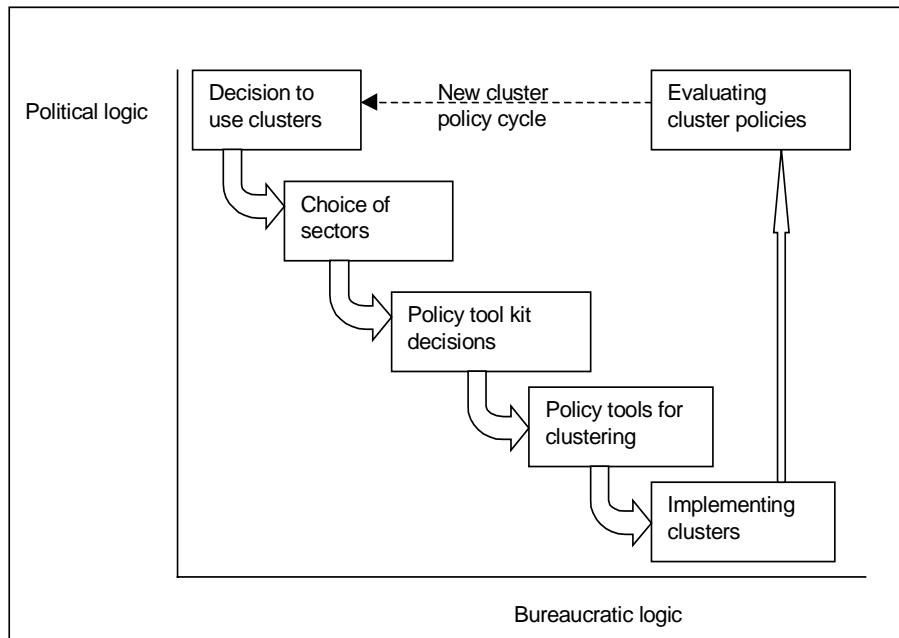 Political logic
Decision to
use clusters
New cluster
policy cycle
Evaluating
cluster policies
Choice of
sectors
Policy tool kit
decisions
Policy tools for
clustering
Implementing
clusters
Bureaucratic logic